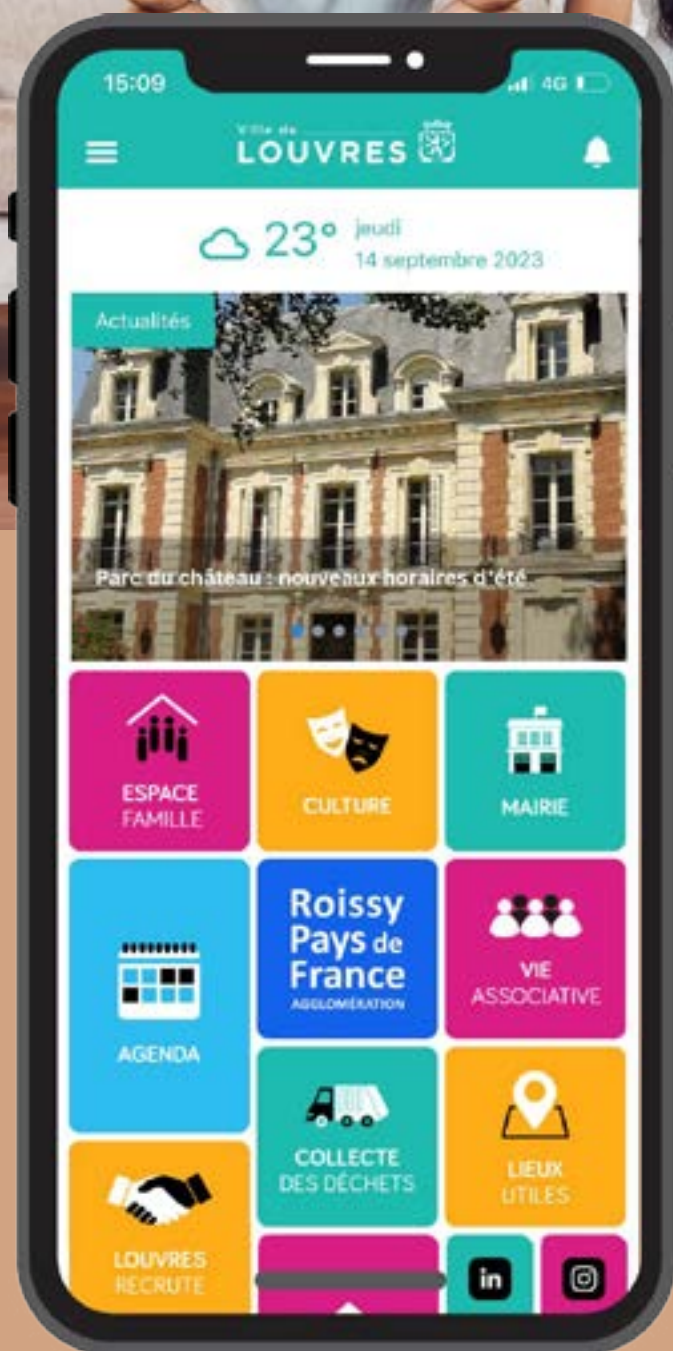 15:09
4G
Ville de
LOUVRES
23°
jeudi
14 septembre 2023
Actualités
Parc du château : nouveaux horaires d'été
ESPACE
FAMILLE
CULTURE
MAIRIE
AGENDA
Roissy
Pays de
France
AGGLOMÉRATION
VIE
ASSOCIATIVE
COLLECTE
DES DÉCHETS
LIEUX
UTILES
LOUVRES
RECRUTE
in